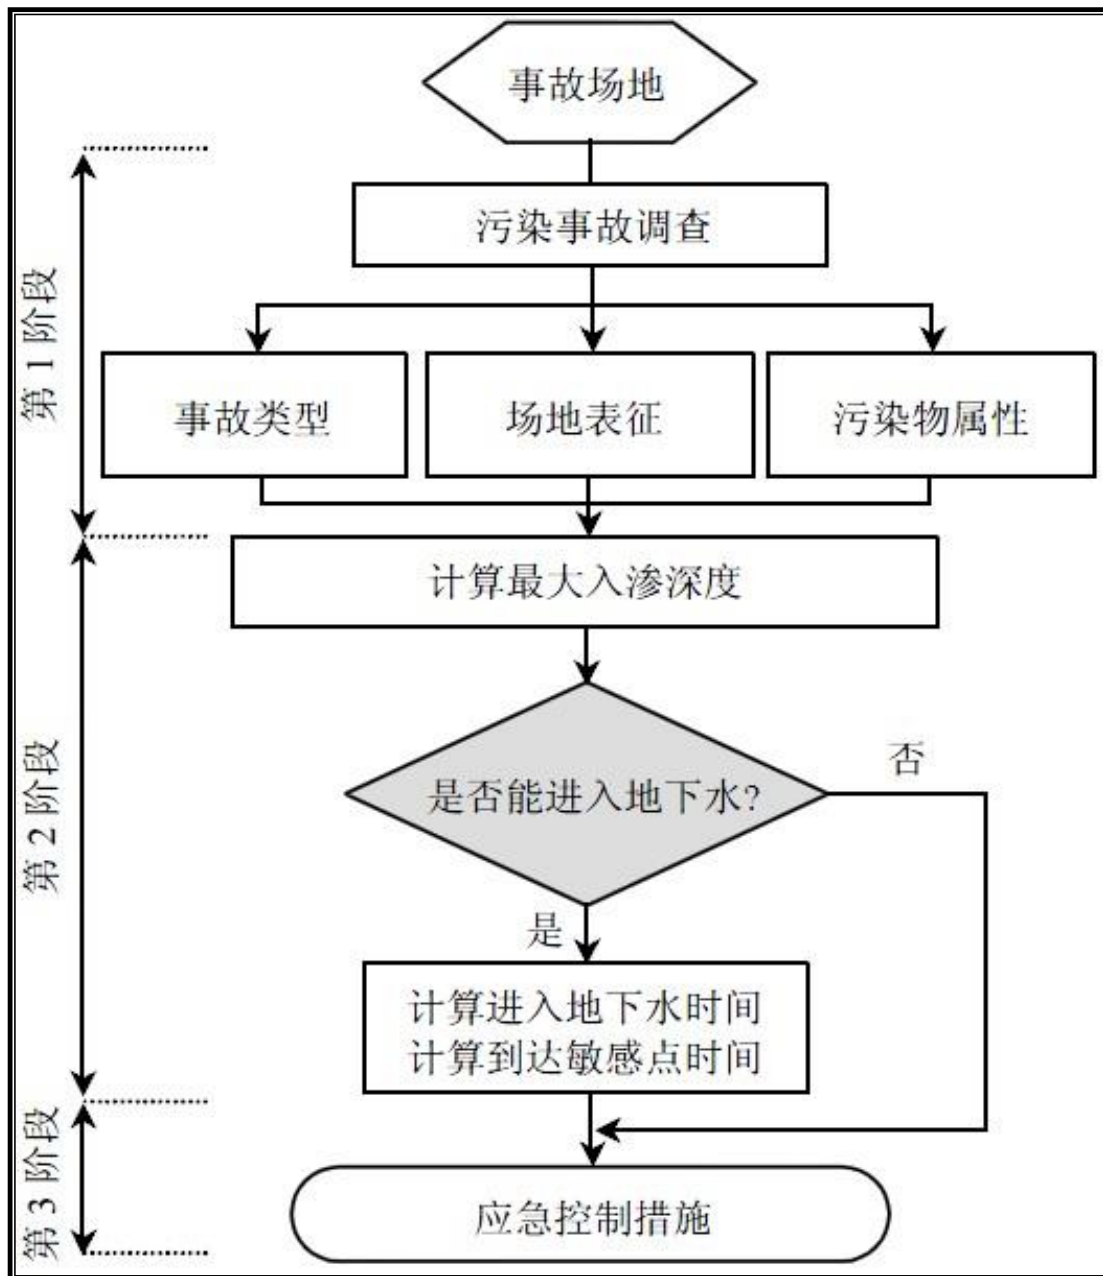 事故场地
第 1 阶段
污染事故调查
事故类型
场地表征
污染物属性
第 2 阶段
计算最大入渗深度
是否能进入地下水?
否
是
计算进入地下水时间
计算到达敏感点时间
第 3 阶段
应急控制措施